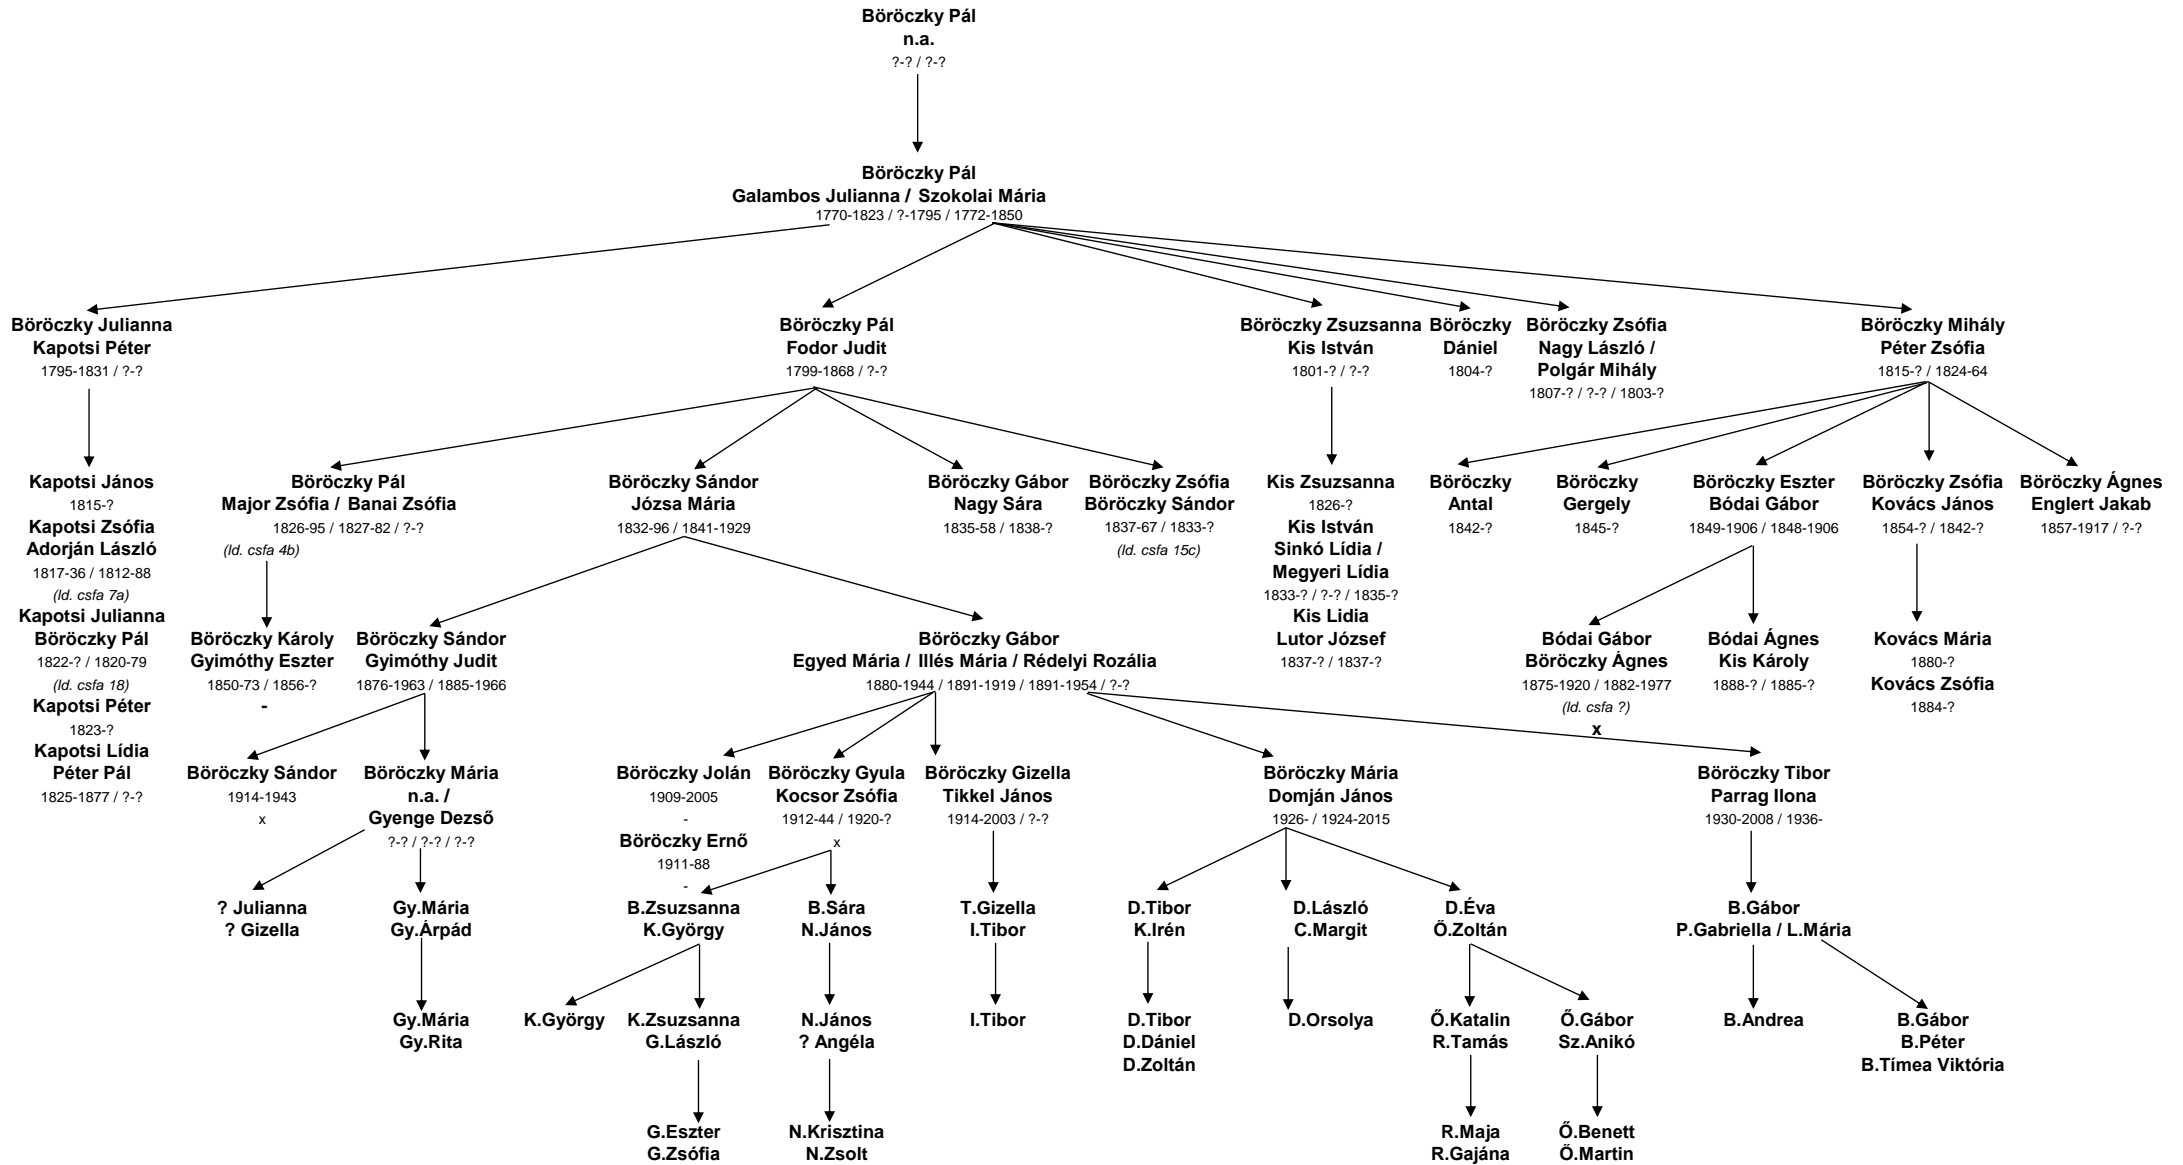 Böröczky Pál
n.a.
?-? / ?-?
Böröczky Pál
Galambos Julianna / Szokolai Mária
1770-1823 / ?-1795 / 1772-1850
Böröczky Julianna
Kapotsi Péter
1795-1831 / ?-?
Böröczky Pál
Fodor Judit
1799-1868 / ?-?
Böröczky Zsuzsanna
Kis István
1801-? / ?-?
Böröczky
Dániel
1804-?
Böröczky Zsófia
Nagy László /
Polgár Mihály
1807-? / ?-? / 1803-?
Böröczky Mihály
Péter Zsófia
1815-? / 1824-64
Kapotsi János
1815-?
Kapotsi Zsófia
Adorján László
1817-36 / 1812-88
(ld. csfa 7a)
Kapotsi Julianna
Böröczky Pál
1822-? / 1820-79
(ld. csfa 18)
Kapotsi Péter
1823-?
Kapotsi Lídia
Péter Pál
1825-1877 / ?-?
Böröczky Pál
Major Zsófia / Banai Zsófia
1826-95 / 1827-82 / ?-?
(ld. csfa 4b)
Böröczky Sándor
Józsa Mária
1832-96 / 1841-1929
Böröczky Gábor
Nagy Sára
1835-58 / 1838-?
Böröczky Zsófia
Böröczky Sándor
1837-67 / 1833-?
(ld. csfa 15c)
Kis Zsuzsanna
1826-?
Kis István
Sinkó Lídia /
Megyeri Lídia
1833-? / ?-? / 1835-?
Kis Lidia
Lutor József
1837-? / 1837-?
Böröczky
Antal
1842-?
Böröczky
Gergely
1845-?
Böröczky Eszter
Bódai Gábor
1849-1906 / 1848-1906
Böröczky Zsófia
Kovács János
1854-? / 1842-?
Böröczky Ágnes
Englert Jakab
1857-1917 / ?-?
Böröczky Károly
Gyimóthy Eszter
1850-73 / 1856-?
-
Böröczky Sándor
Gyimóthy Judit
1876-1963 / 1885-1966
Böröczky Gábor
Egyed Mária / Illés Mária / Rédelyi Rozália
1880-1944 / 1891-1919 / 1891-1954 / ?-?
Bódai Gábor
Böröczky Ágnes
1875-1920 / 1882-1977
(ld. csfa ?)
x
Bódai Ágnes
Kis Károly
1888-? / 1885-?
Kovács Mária
1880-?
Kovács Zsófia
1884-?
Böröczky Sándor
1914-1943
x
Böröczky Mária
n.a. /
Gyenge Dezső
?-? / ?-? / ?-?
Böröczky Jolán
1909-2005
-
Böröczky Ernő
1911-88
-
Böröczky Gyula
Kocsor Zsófia
1912-44 / 1920-?
x
Böröczky Gizella
Tikkel János
1914-2003 / ?-?
Böröczky Mária
Domján János
1926- / 1924-2015
Böröczky Tibor
Parrag Ilona
1930-2008 / 1936-
? Julianna
? Gizella
Gy.Mária
Gy.Árpád
B.Zsuzsanna
K.György
B.Sára
N.János
T.Gizella
I.Tibor
D.Tibor
K.Irén
D.László
C.Margit
D.Éva
Ő.Zoltán
B.Gábor
P.Gabriella / L.Mária
Gy.Mária
Gy.Rita
K.György
K.Zsuzsanna
G.László
N.János
? Angéla
I.Tibor
D.Tibor
D.Dániel
D.Zoltán
D.Orsolya
Ő.Katalin
R.Tamás
Ő.Gábor
Sz.Anikó
B.Andrea
B.Gábor
B.Péter
B.Tímea Viktória
G.Eszter
G.Zsófia
N.Krisztina
N.Zsolt
R.Maja
R.Gajána
Ő.Benett
Ő.Martin